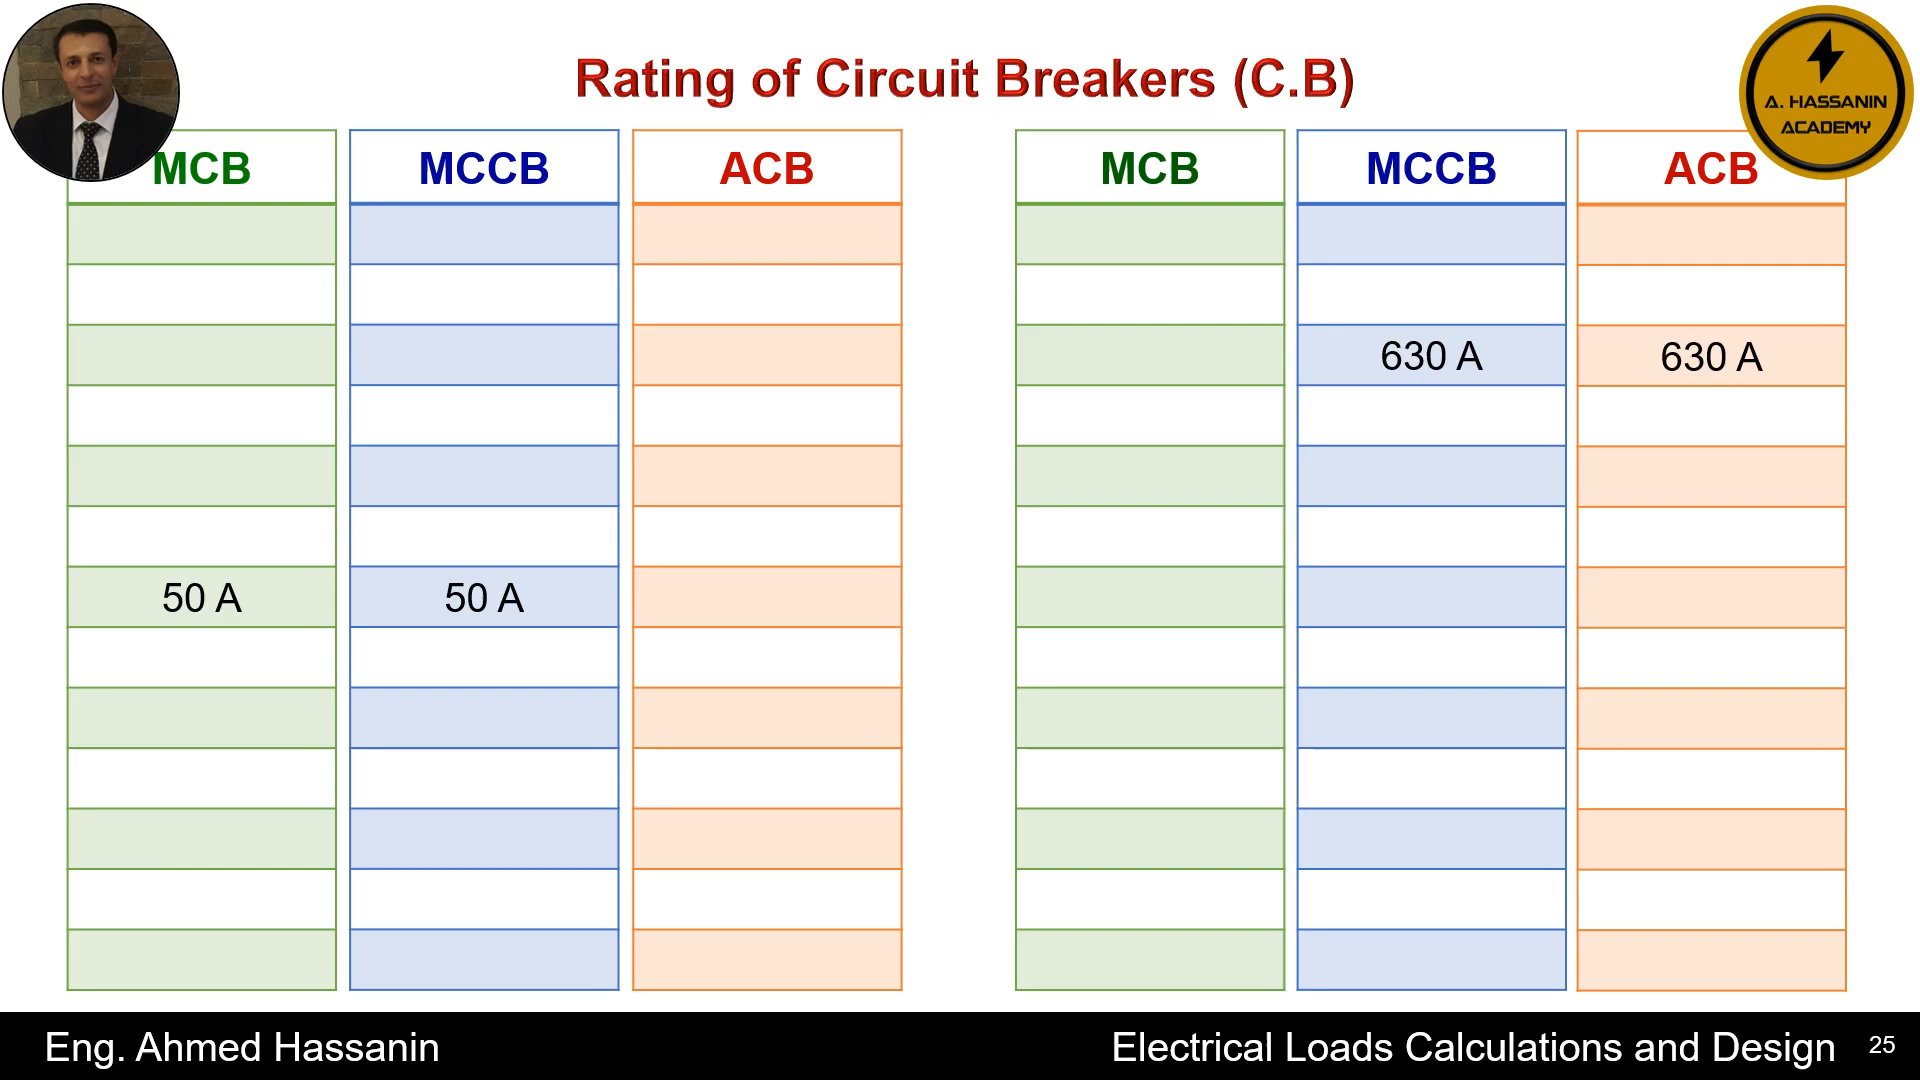 Rating of Circuit Breakers (C.B)
A. HASSANIN
ACADEMY
MCB MCCB ACB MCB MCCB ACB
630 A 630 A
50 A 50 A
Eng. Ahmed Hassanin Electrical Loads Calculations and Design 25